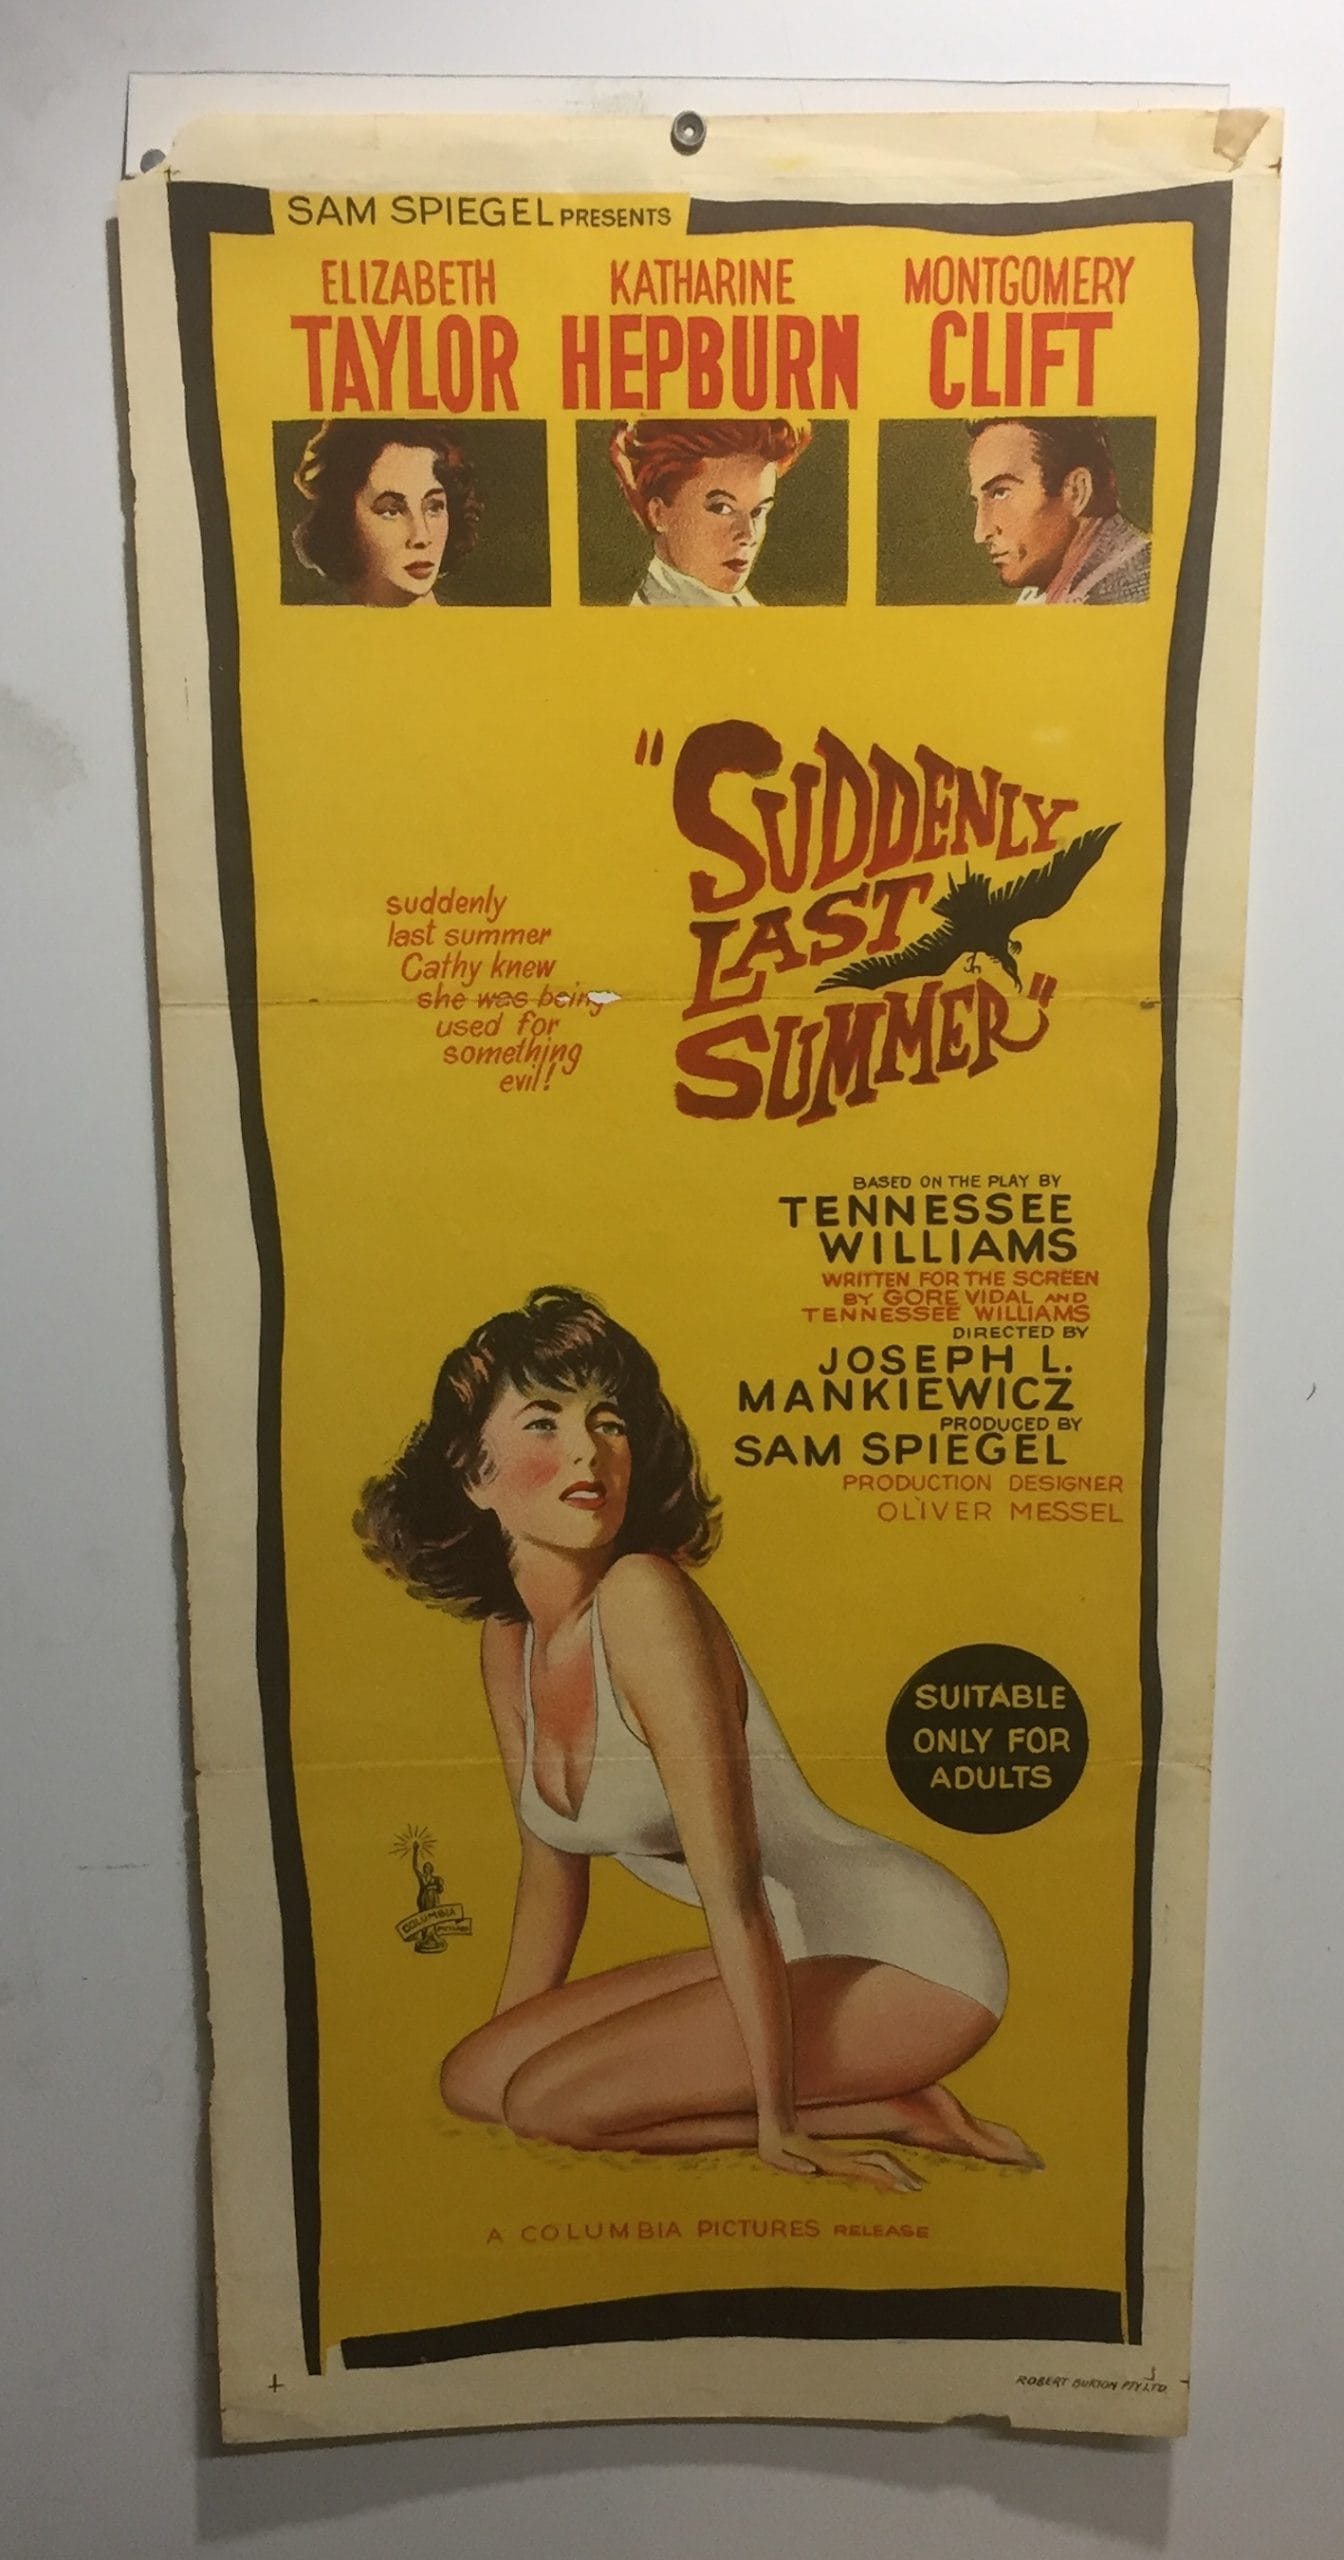 SAM SPIEGEL PRESENTS
ELIZABETH
TAYLOR
KATHARINE
HEPBURN
MONTGOMERY
CLIFT
"SUDDENLY
LAST
SUMMER"
suddenly
last summer
Cathy knew
she was being
used for
something
evil!
BASED ON THE PLAY BY
TENNESSEE
WILLIAMS
WRITTEN FOR THE SCREEN
BY GORE VIDAL AND
TENNESSEE WILLIAMS
DIRECTED BY
JOSEPH L.
MANKIEWICZ
PRODUCED BY
SAM SPIEGEL
PRODUCTION DESIGNER
OLIVER MESSEL
SUITABLE
ONLY FOR
ADULTS
COLUMBIA
A COLUMBIA PICTURES RELEASE
ROBERT BURTON PTY LTD